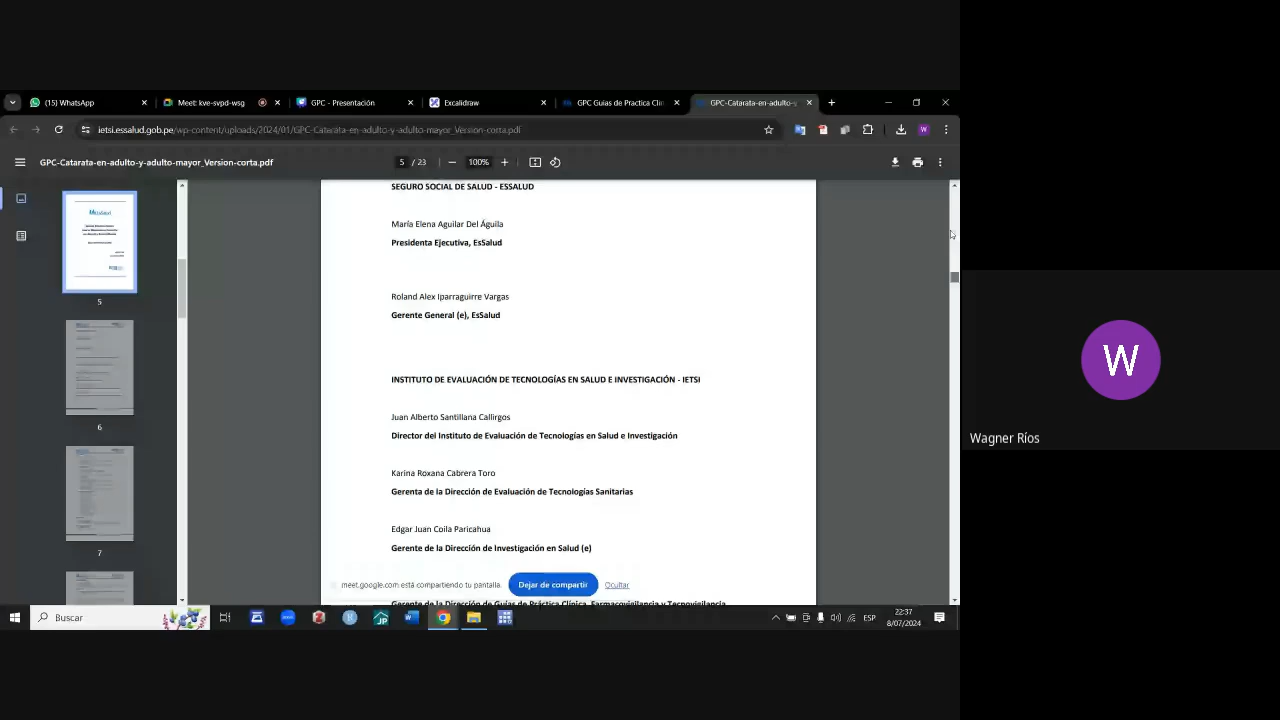 (15) WhatsApp
Meet: kve-svpd-wsg
GPC - Presentación
Excalidraw
GPC Guias de Practica Clin
GPC-Catarata-en-adulto-y
ietsi.essalud.gob.pe/wp-content/uploads/2024/01/GPC-Catarata-en-adulto-y-adulto-mayor_Version-corta.pdf
W
GPC-Catarata-en-adulto-y-adulto-mayor_Version-corta.pdf
5 / 23
100%
SEGURO SOCIAL DE SALUD - ESSALUD
María Elena Aguilar Del Águila
Presidenta Ejecutiva, EsSalud
Roland Alex Iparraguirre Vargas
Gerente General (e), EsSalud
INSTITUTO DE EVALUACIÓN DE TECNOLOGÍAS EN SALUD E INVESTIGACIÓN - IETSI
Juan Alberto Santillana Callirgos
Director del Instituto de Evaluación de Tecnologías en Salud e Investigación
Karina Roxana Cabrera Toro
Gerenta de la Dirección de Evaluación de Tecnologías Sanitarias
Edgar Juan Coila Paricahua
Gerente de la Dirección de Investigación en Salud (e)
meet.google.com está compartiendo tu pantalla.
Dejar de compartir
Ocultar
Gerente de la Dirección de Guías de Práctica Clínica, Farmacovigilancia y Tecnovigilancia
5
6
7
Buscar
ESP
22:37
8/07/2024
W
Wagner Ríos